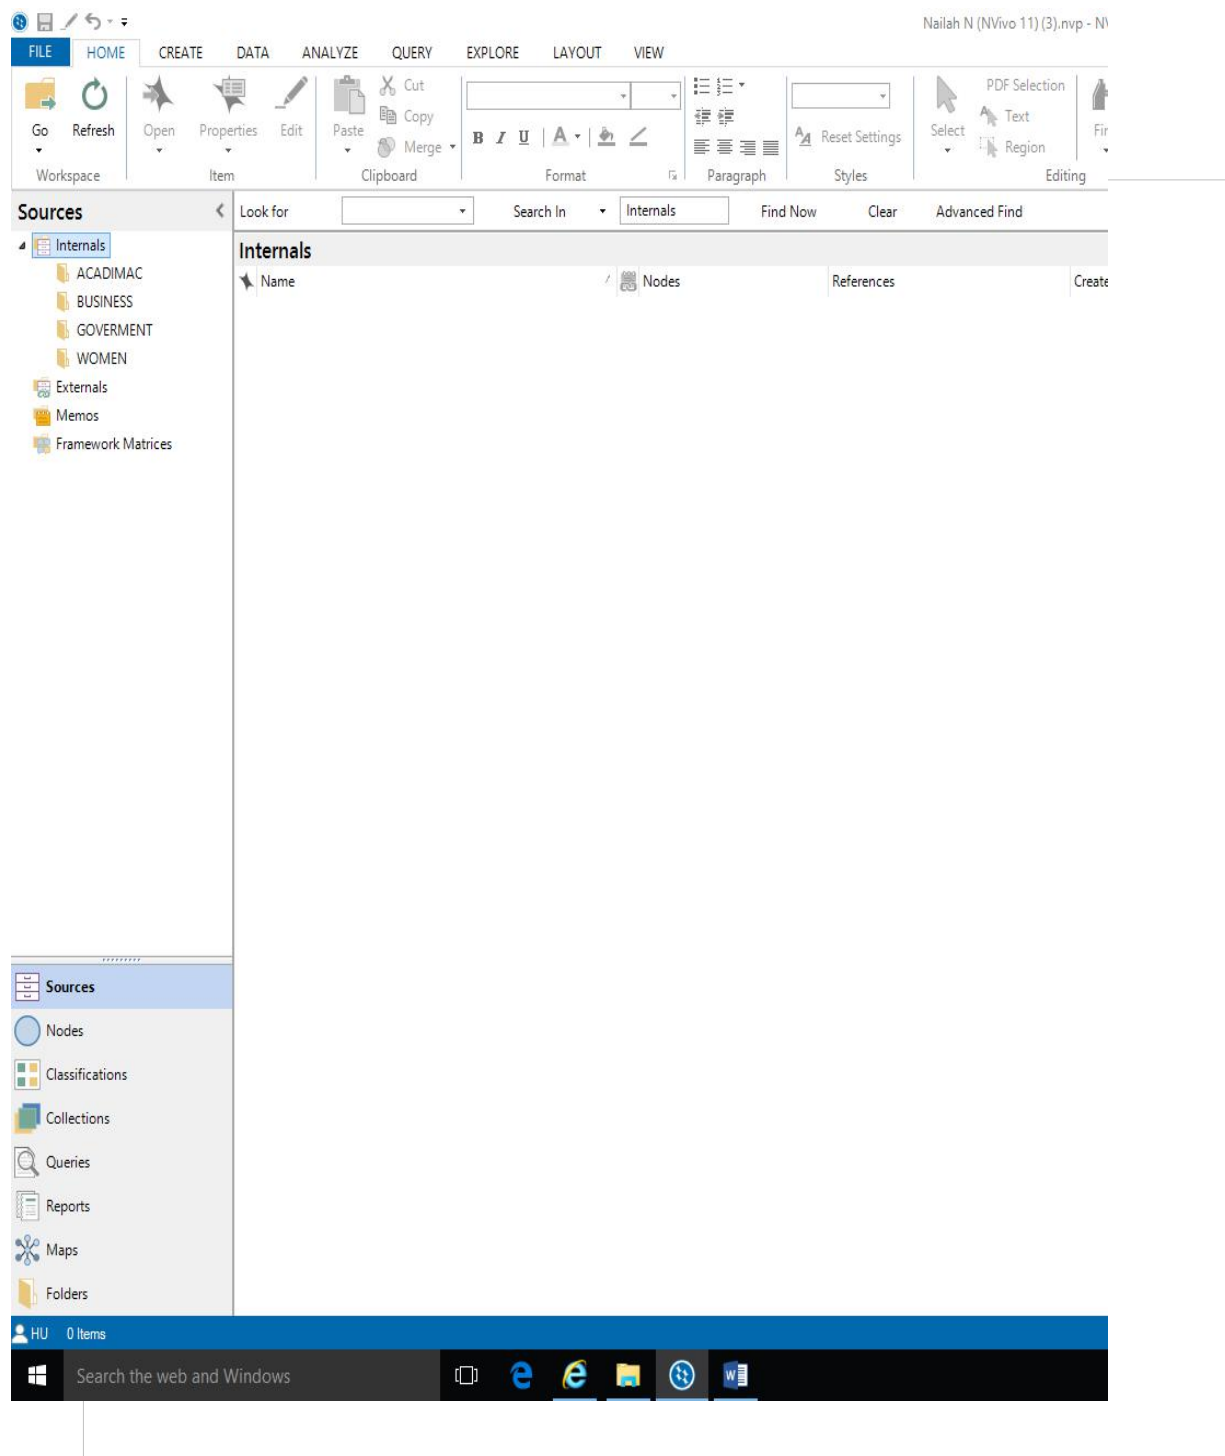 Nailah N (NVivo 11) (3).nvp - NV
FILE HOME CREATE DATA ANALYZE QUERY EXPLORE LAYOUT VIEW
Go Refresh Open Properties Edit Paste Cut Copy Merge
B I U A Reset Settings Select PDF Selection Text Region Fir
Workspace Item Clipboard Format Paragraph Styles Editing
Sources Look for Search In Internals Find Now Clear Advanced Find
Internals
Name Nodes References Create
Internals
ACADIMAC
BUSINESS
GOVERMENT
WOMEN
Externals
Memos
Framework Matrices
Sources
Nodes
Classifications
Collections
Queries
Reports
Maps
Folders
HU 0 Items
Search the web and Windows